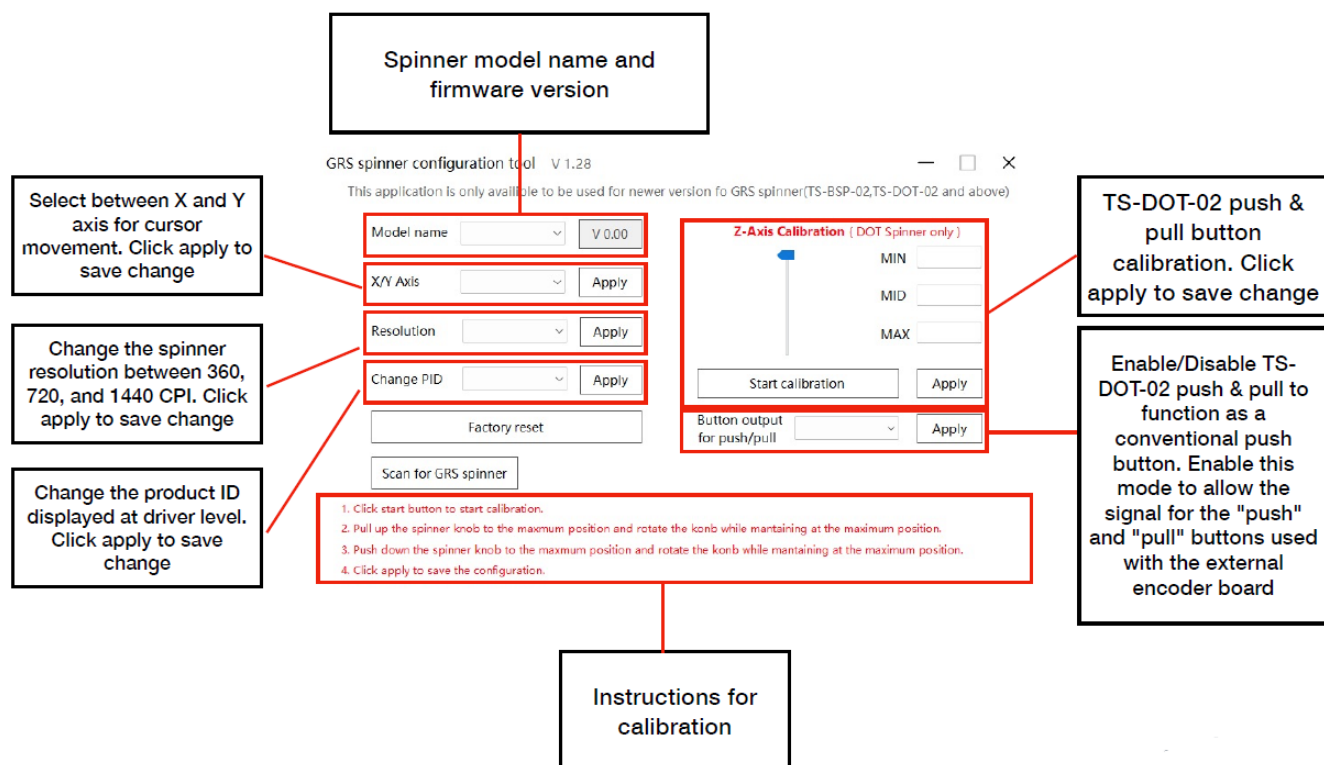 Spinner model name and
firmware version
GRS spinner configuration tool V 1.28
This application is only availible to be used for newer version fo GRS spinner(TS-BSP-02,TS-DOT-02 and above)
Select between X and Y
axis for cursor
movement. Click apply to
save change
Change the spinner
resolution between 360,
720, and 1440 CPI. Click
apply to save change
Change the product ID
displayed at driver level.
Click apply to save
change
Model name V 0.00
X/Y Axis Apply
Resolution Apply
Change PID Apply
Factory reset
Scan for GRS spinner
Z-Axis Calibration ( DOT Spinner only )
MIN
MID
MAX
Start calibration Apply
Button output
for push/pull Apply
1. Click start button to start calibration.
2. Pull up the spinner knob to the maxmum position and rotate the konb while mantaining at the maximum position.
3. Push down the spinner knob to the maxmum position and rotate the konb while mantaining at the maximum position.
4. Click apply to save the configuration.
TS-DOT-02 push &
pull button
calibration. Click
apply to save change
Enable/Disable TS-
DOT-02 push & pull to
function as a
conventional push
button. Enable this
mode to allow the
signal for the "push"
and "pull" buttons used
with the external
encoder board
Instructions for
calibration